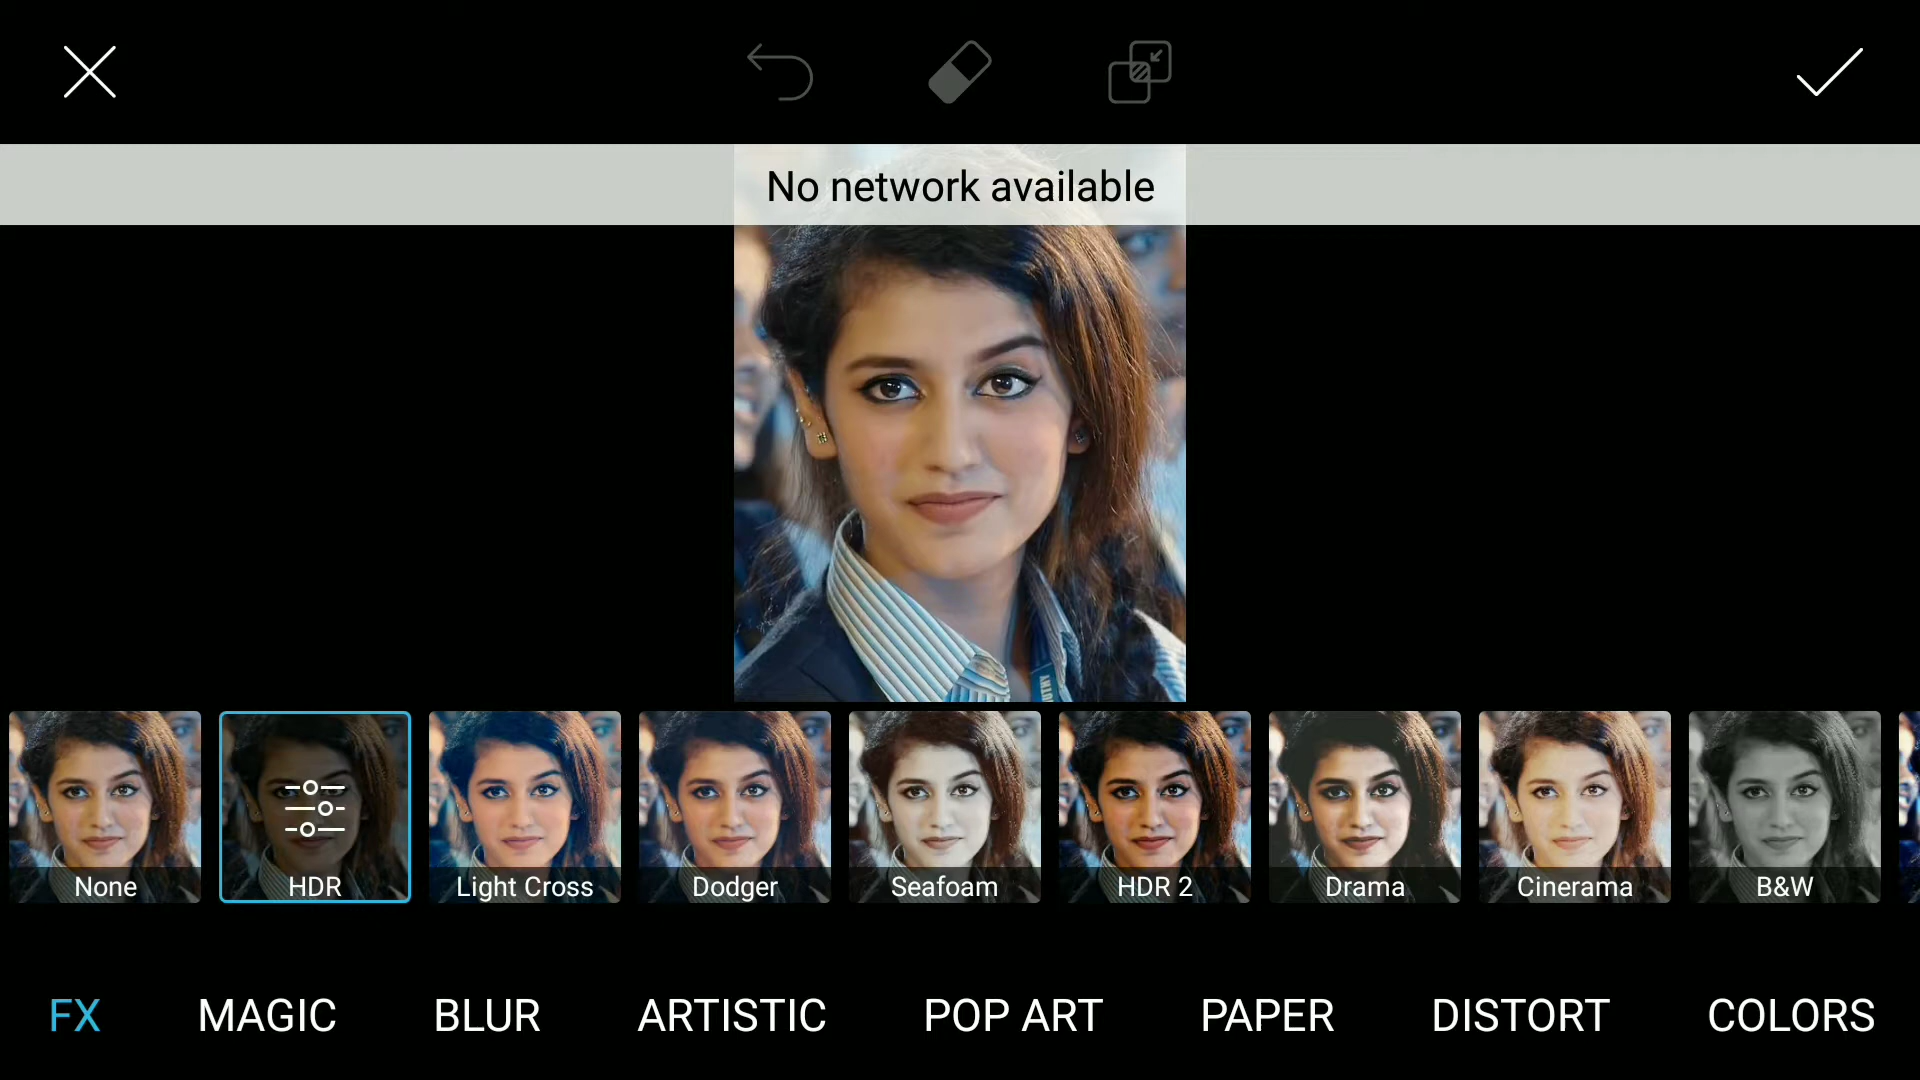 No network available
UTHY
None
HDR
Light Cross
Dodger
Seafoam
HDR 2
Drama
Cinerama
B&W
FX
MAGIC
BLUR
ARTISTIC
POP ART
PAPER
DISTORT
COLORS